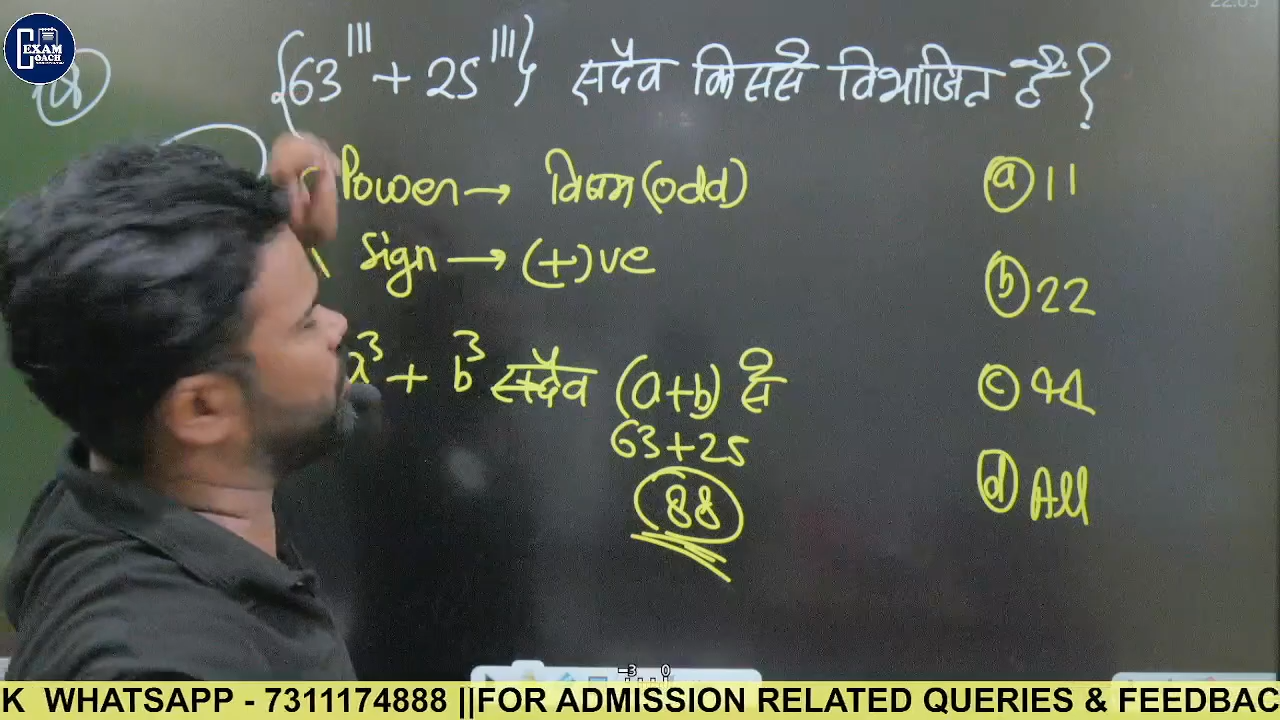 EXAM
COACH
{63¹¹¹ + 25¹¹¹} सदैव किससे विभाजित है?
Power → विषम (odd)
(a) 11
Sign → (+)ve
(b) 22
a³ + b³ सदैव (a+b) से
(c) 44
63+25
88
(d) All
K WHATSAPP - 7311174888 ||FOR ADMISSION RELATED QUERIES & FEEDBAC